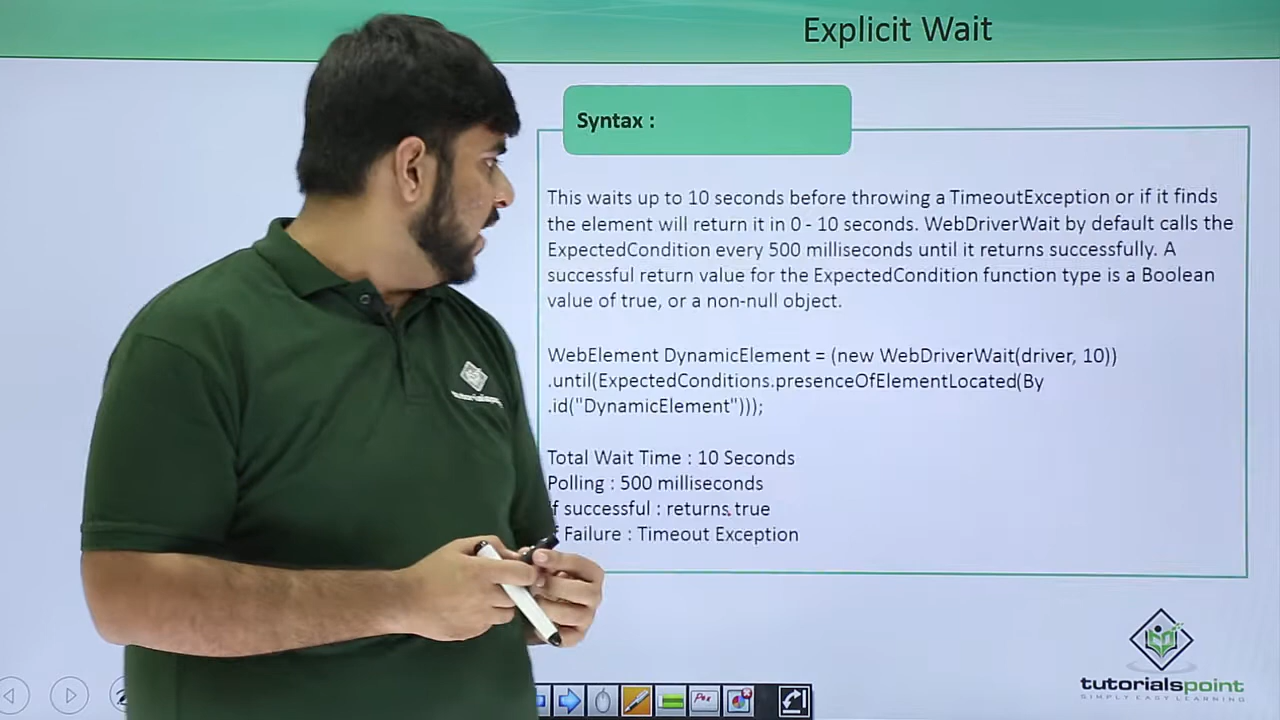 Explicit Wait
Syntax :
This waits up to 10 seconds before throwing a TimeoutException or if it finds
the element will return it in 0 - 10 seconds. WebDriverWait by default calls the
ExpectedCondition every 500 milliseconds until it returns successfully. A
successful return value for the ExpectedCondition function type is a Boolean
value of true, or a non-null object.
WebElement DynamicElement = (new WebDriverWait(driver, 10))
.until(ExpectedConditions.presenceOfElementLocated(By
.id("DynamicElement")));
Total Wait Time : 10 Seconds
Polling : 500 milliseconds
f successful : returns true
f Failure : Timeout Exception
tutorialspoint
SIMPLY EASY LEARNING
tutorialspoint